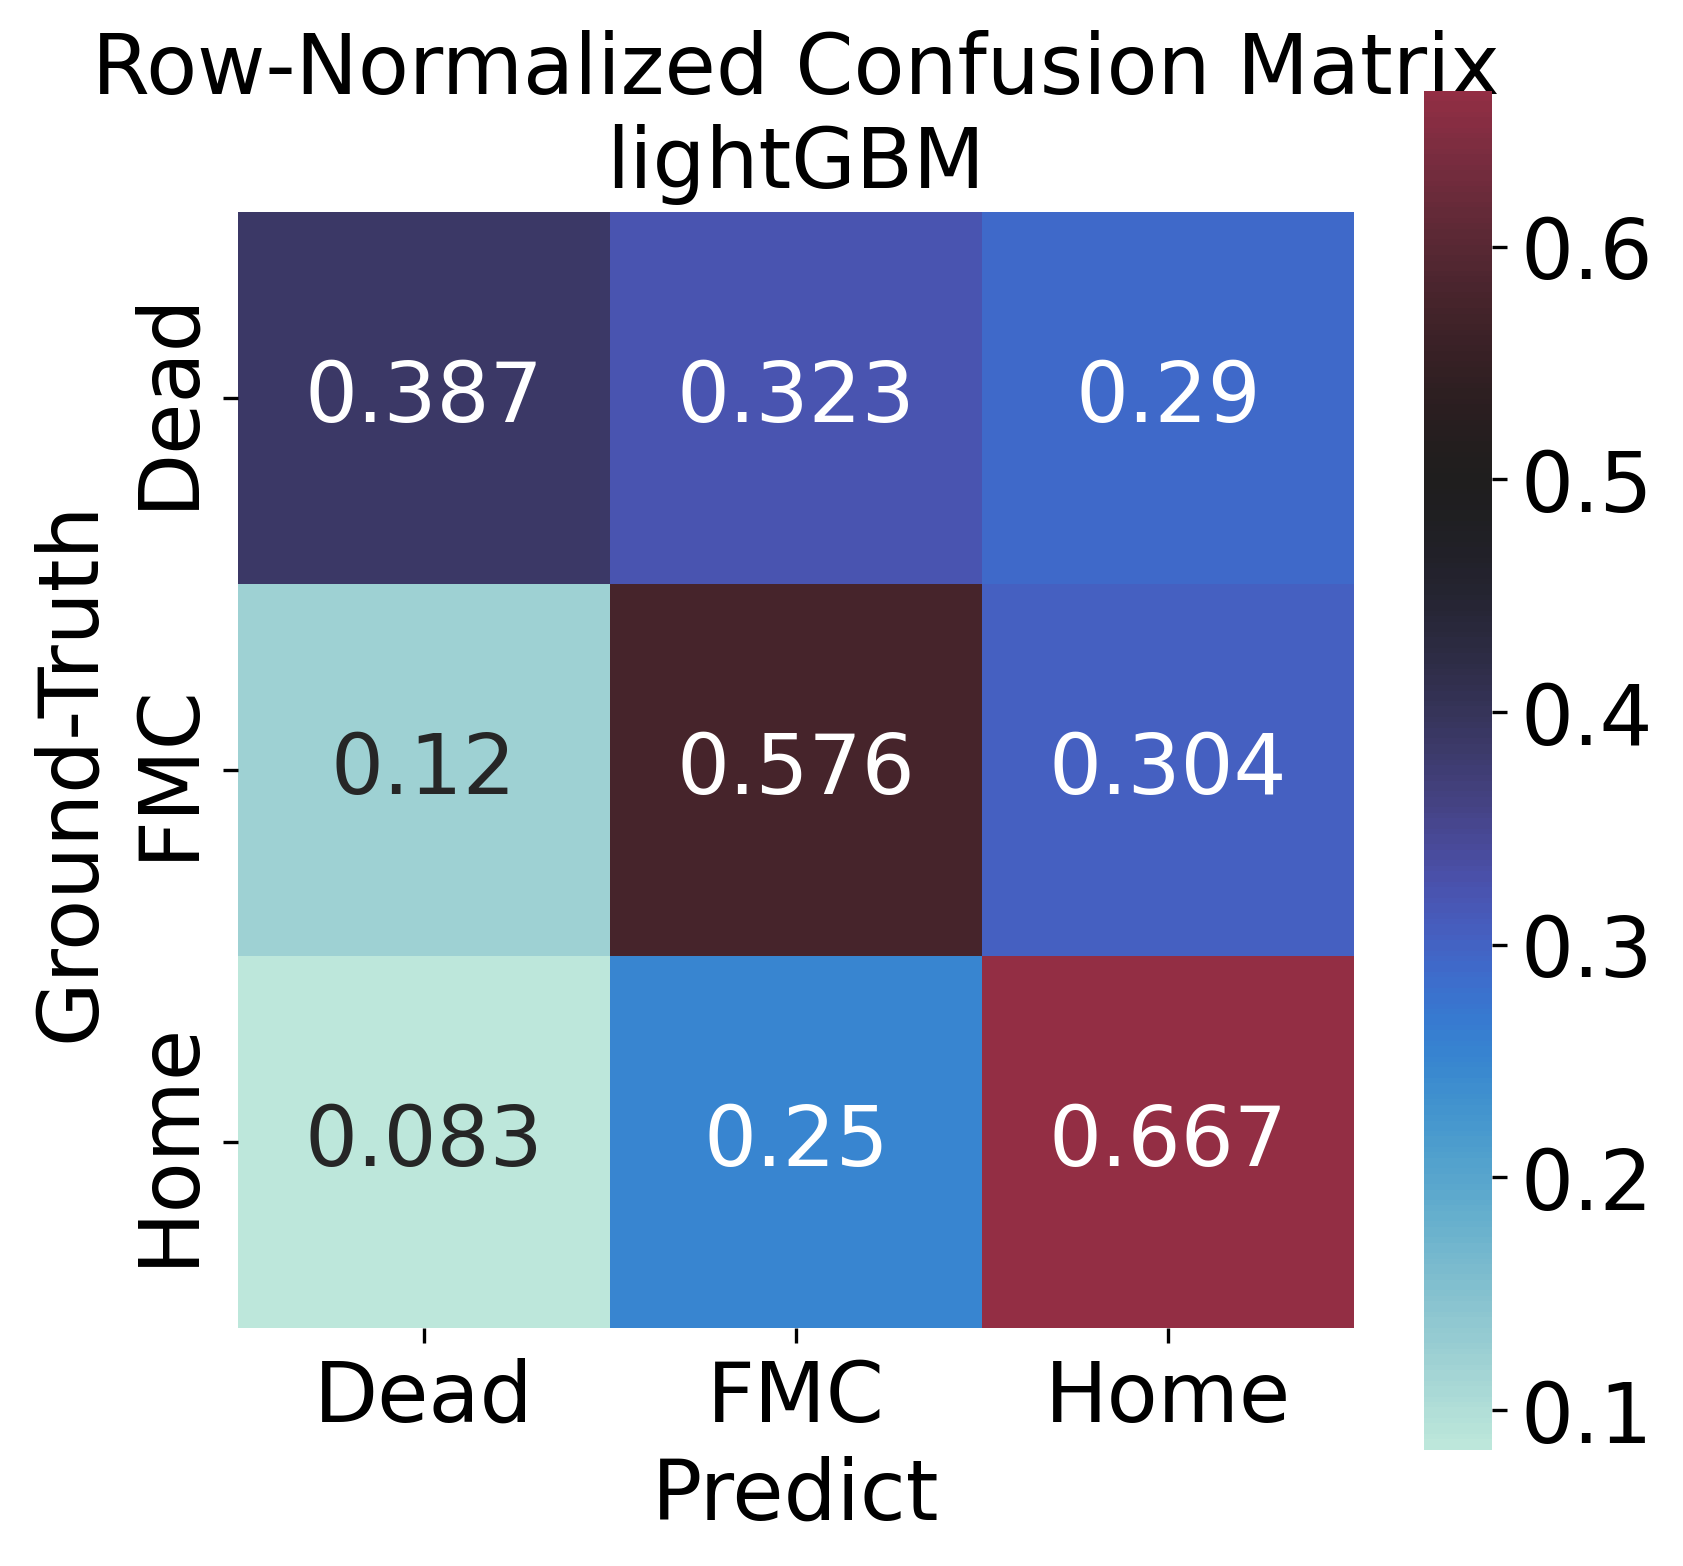 Row-Normalized Confusion Matrix
lightGBM
Ground-Truth
Dead
0.387 0.323 0.29
FMC
0.12 0.576 0.304
Home
0.083 0.25 0.667
Dead FMC Home
Predict
0.6
0.5
0.4
0.3
0.2
0.1